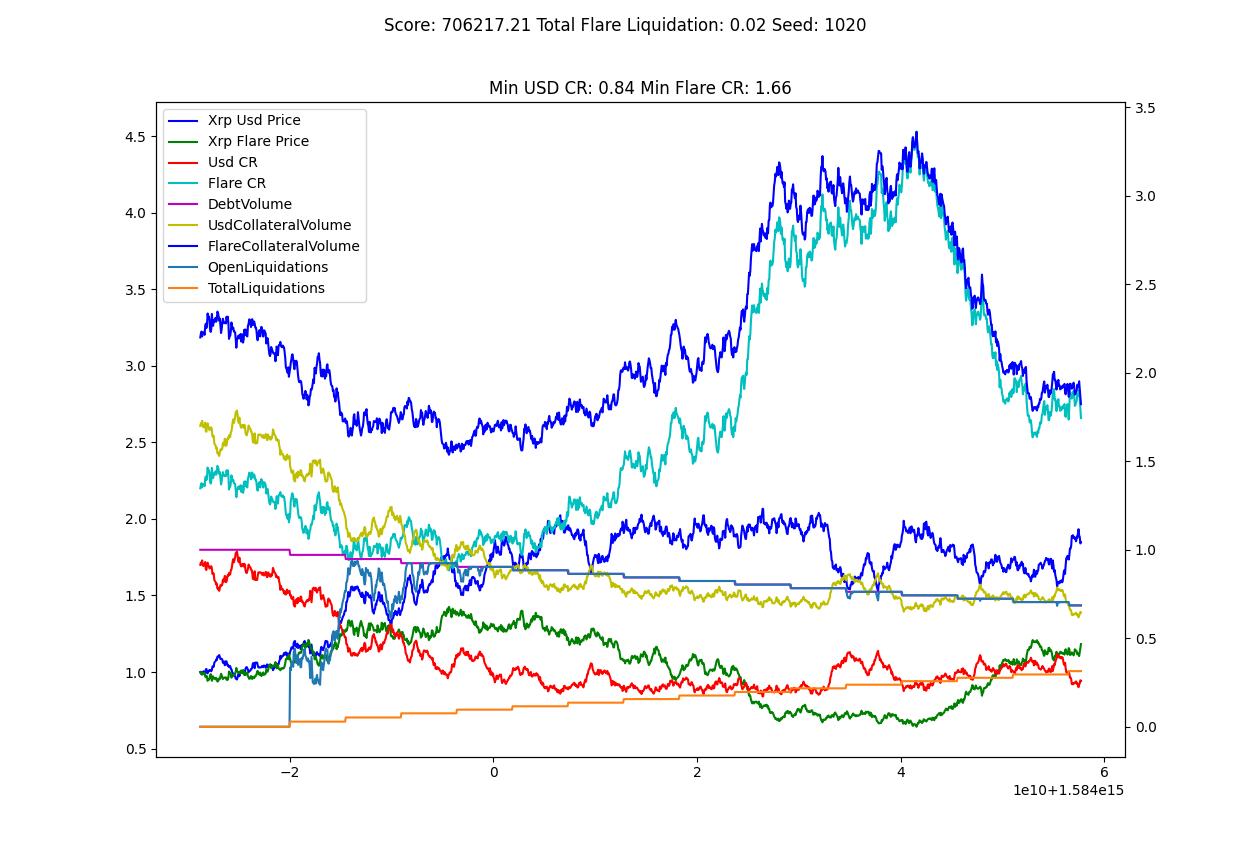 Score: 706217.21 Total Flare Liquidation: 0.02 Seed: 1020
Min USD CR: 0.84 Min Flare CR: 1.66
Xrp Usd Price
Xrp Flare Price
Usd CR
Flare CR
DebtVolume
UsdCollateralVolume
FlareCollateralVolume
OpenLiquidations
TotalLiquidations
4.5
4.0
3.5
3.0
2.5
2.0
1.5
1.0
0.5
3.5
3.0
2.5
2.0
1.5
1.0
0.5
0.0
−2
0
2
4
6
1e10+1.584e15